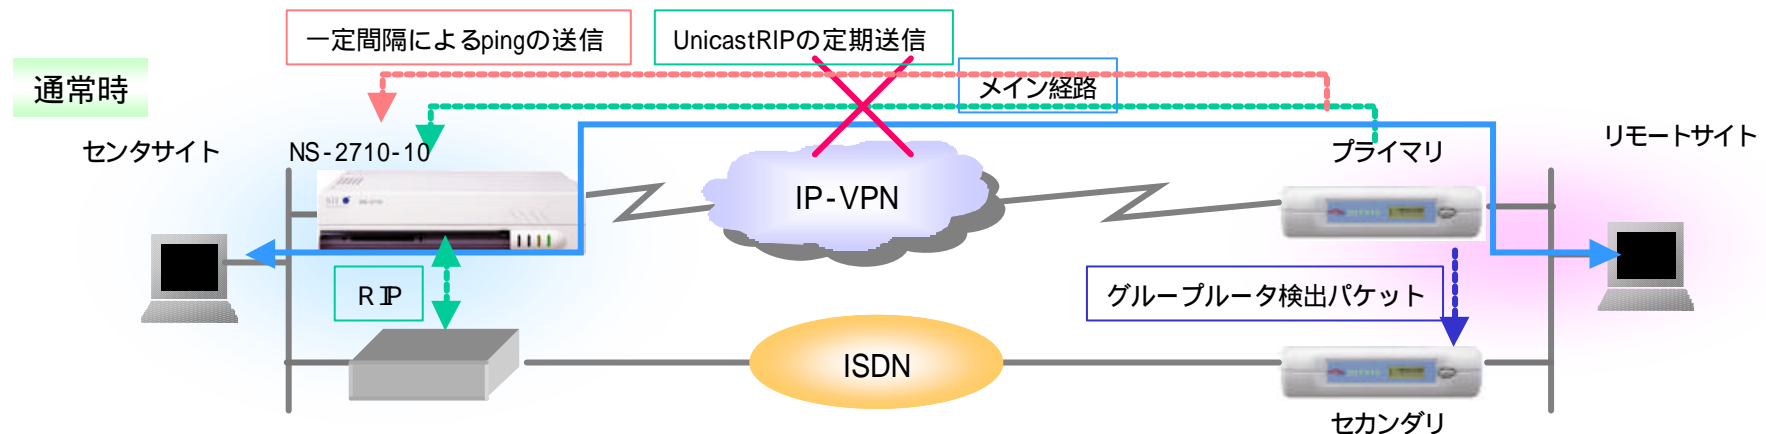 一定間隔によるpingの送信
UnicastRIPの定期送信
通常時
メイン経路
センタサイト
NS-2710-10
プライマリ
リモートサイト
IP-VPN
RIP
グループルータ検出パケット
ISDN
セカンダリ